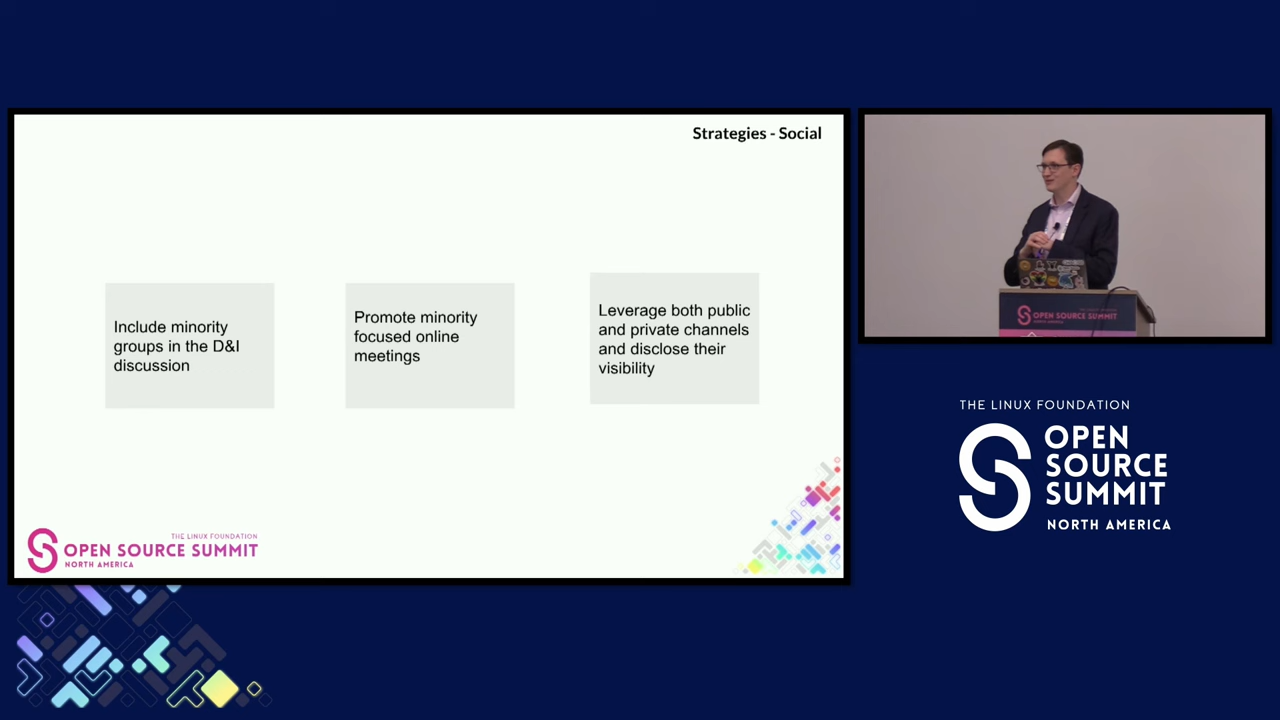 Strategies - Social
Include minority
groups in the D&I
discussion
Promote minority
focused online
meetings
Leverage both public
and private channels
and disclose their
visibility
THE LINUX FOUNDATION
OPEN SOURCE SUMMIT
NORTH AMERICA
OPEN SOURCE SUMMIT
THE LINUX FOUNDATION
OPEN
SOURCE
SUMMIT
NORTH AMERICA